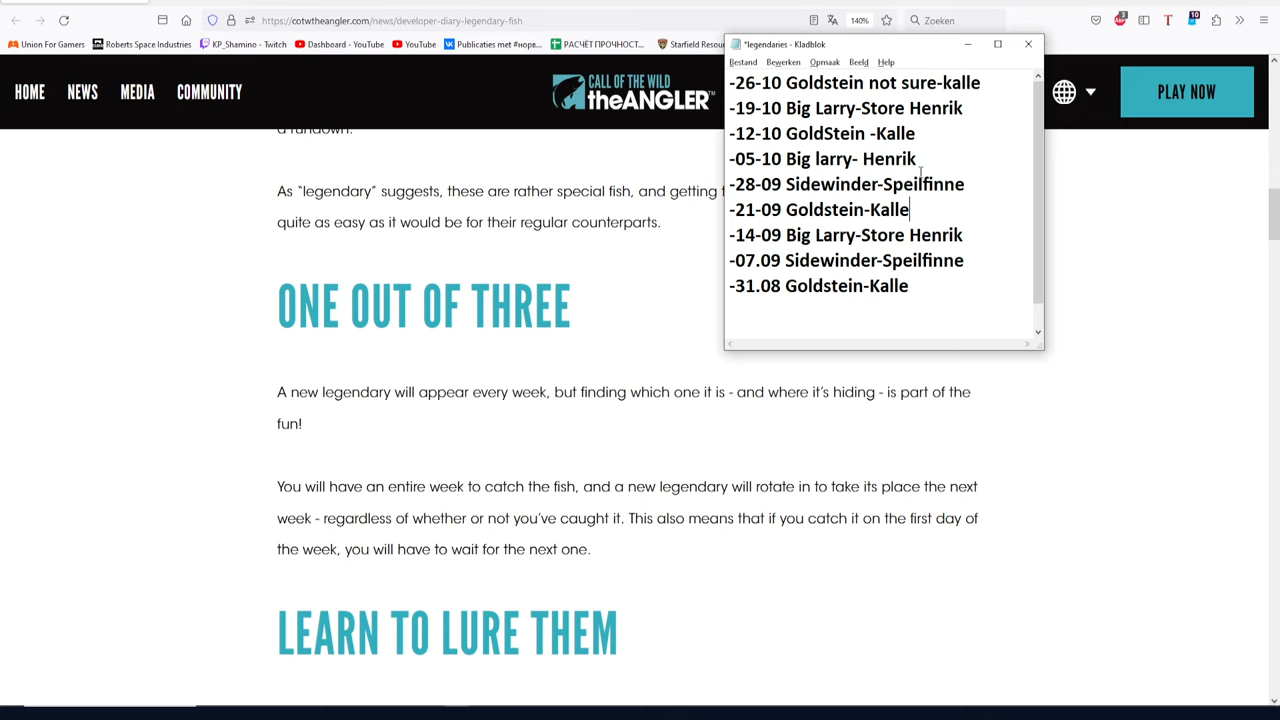 https://cotwtheangler.com/news/developer-diary-legendary-fish
140%
Zoeken
3
10
Union For Gamers
Roberts Space Industries
KP_Shamino - Twitch
Dashboard - YouTube
YouTube
Publicaties met #норв...
РАСЧЁТ ПРОЧНОСТ...
Starfield Resou
HOME
NEWS
MEDIA
COMMUNITY
CALL OF THE WILD
theANGLER™
PLAY NOW
*legendaries - Kladblok
Bestand Bewerken Opmaak Beeld Help
-26-10 Goldstein not sure-kalle
-19-10 Big Larry-Store Henrik
-12-10 GoldStein -Kalle
-05-10 Big larry- Henrik
-28-09 Sidewinder-Speilfinne
-21-09 Goldstein-Kalle
-14-09 Big Larry-Store Henrik
-07.09 Sidewinder-Speilfinne
-31.08 Goldstein-Kalle
a rundown.
As “legendary” suggests, these are rather special fish, and getting
quite as easy as it would be for their regular counterparts.
ONE OUT OF THREE
A new legendary will appear every week, but finding which one it is - and where it’s hiding - is part of the
fun!
You will have an entire week to catch the fish, and a new legendary will rotate in to take its place the next
week - regardless of whether or not you’ve caught it. This also means that if you catch it on the first day of
the week, you will have to wait for the next one.
LEARN TO LURE THEM